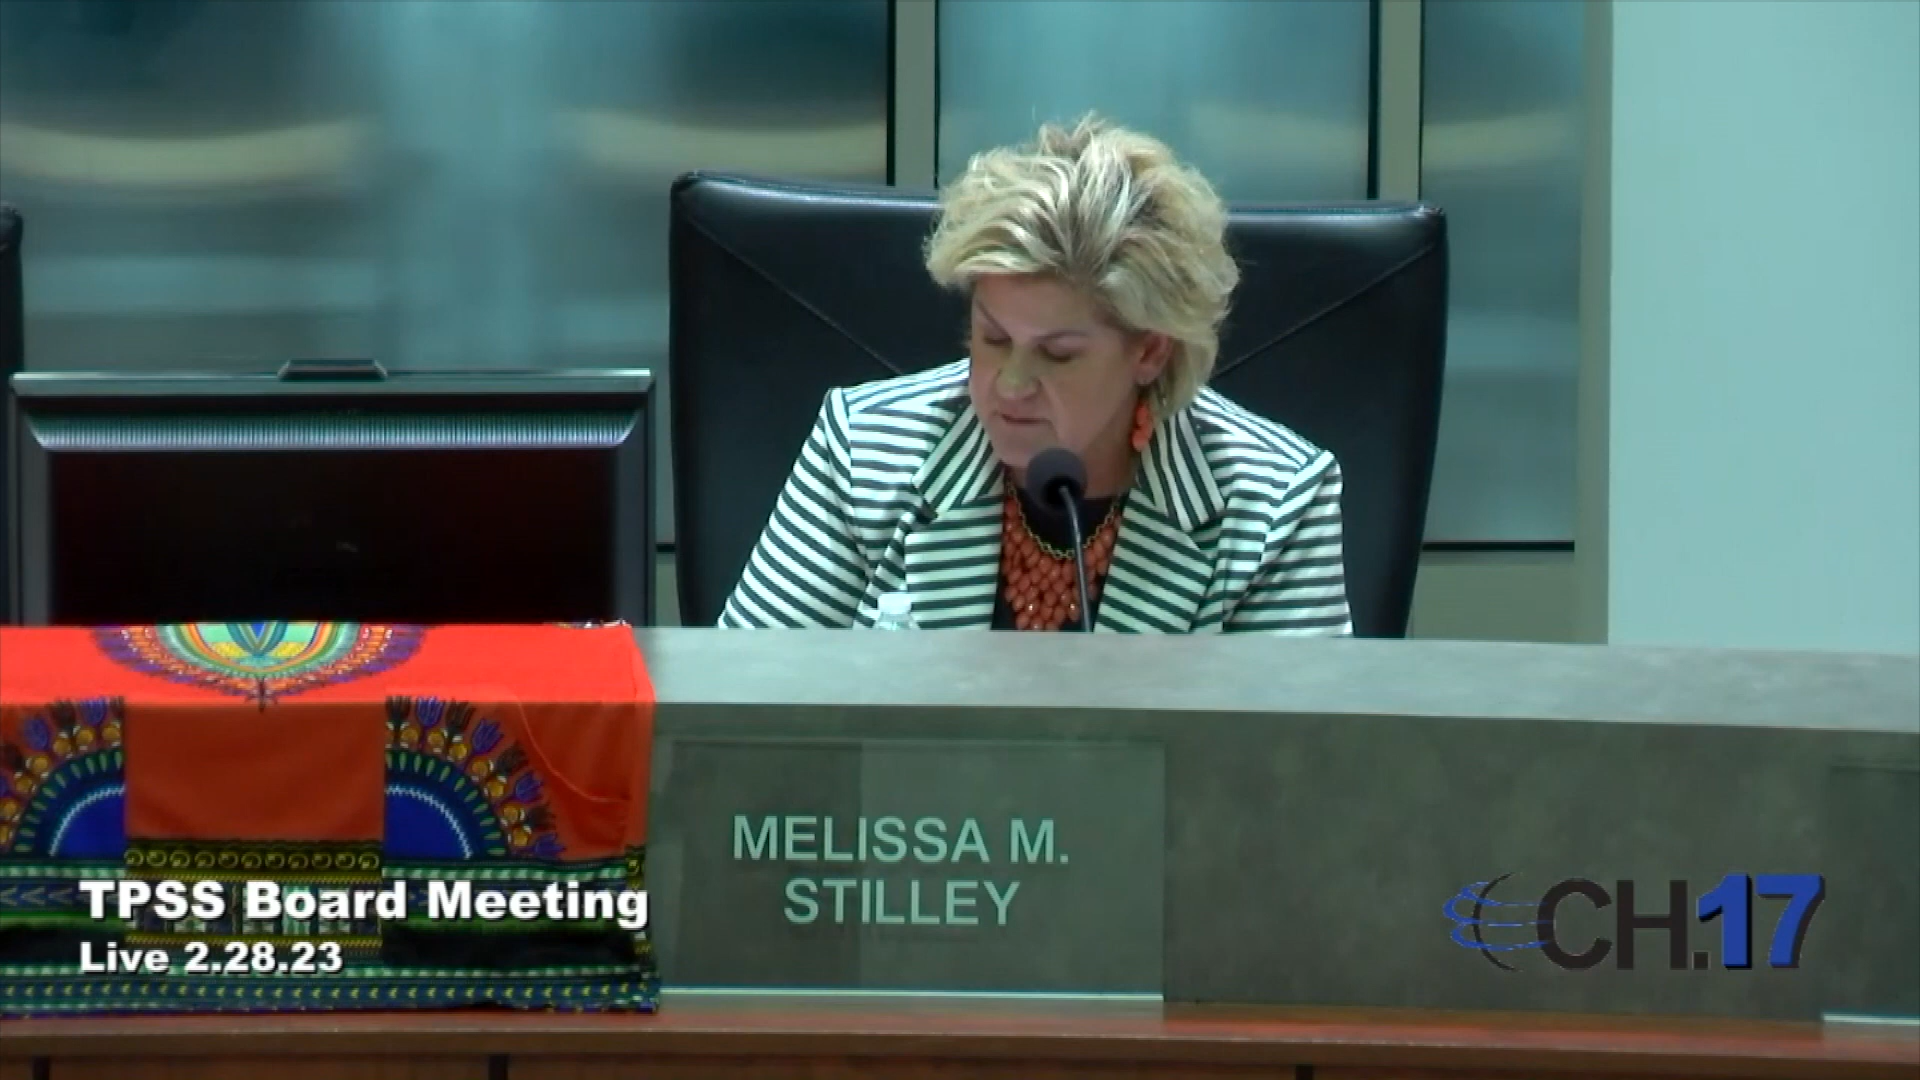 MELISSA M.
STILLEY
TPSS Board Meeting
Live 2.28.23
CH.17